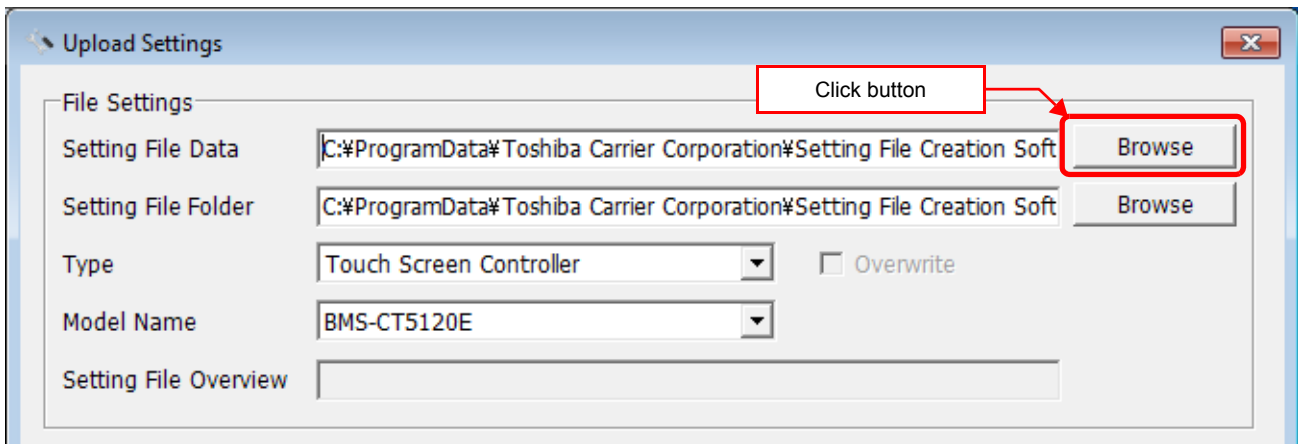 Upload Settings
Click button
File Settings
Setting File Data C:¥ProgramData¥Toshiba Carrier Corporation¥Setting File Creation Soft Browse
Setting File Folder C:¥ProgramData¥Toshiba Carrier Corporation¥Setting File Creation Soft Browse
Type Touch Screen Controller Overwrite
Model Name BMS-CT5120E
Setting File Overview